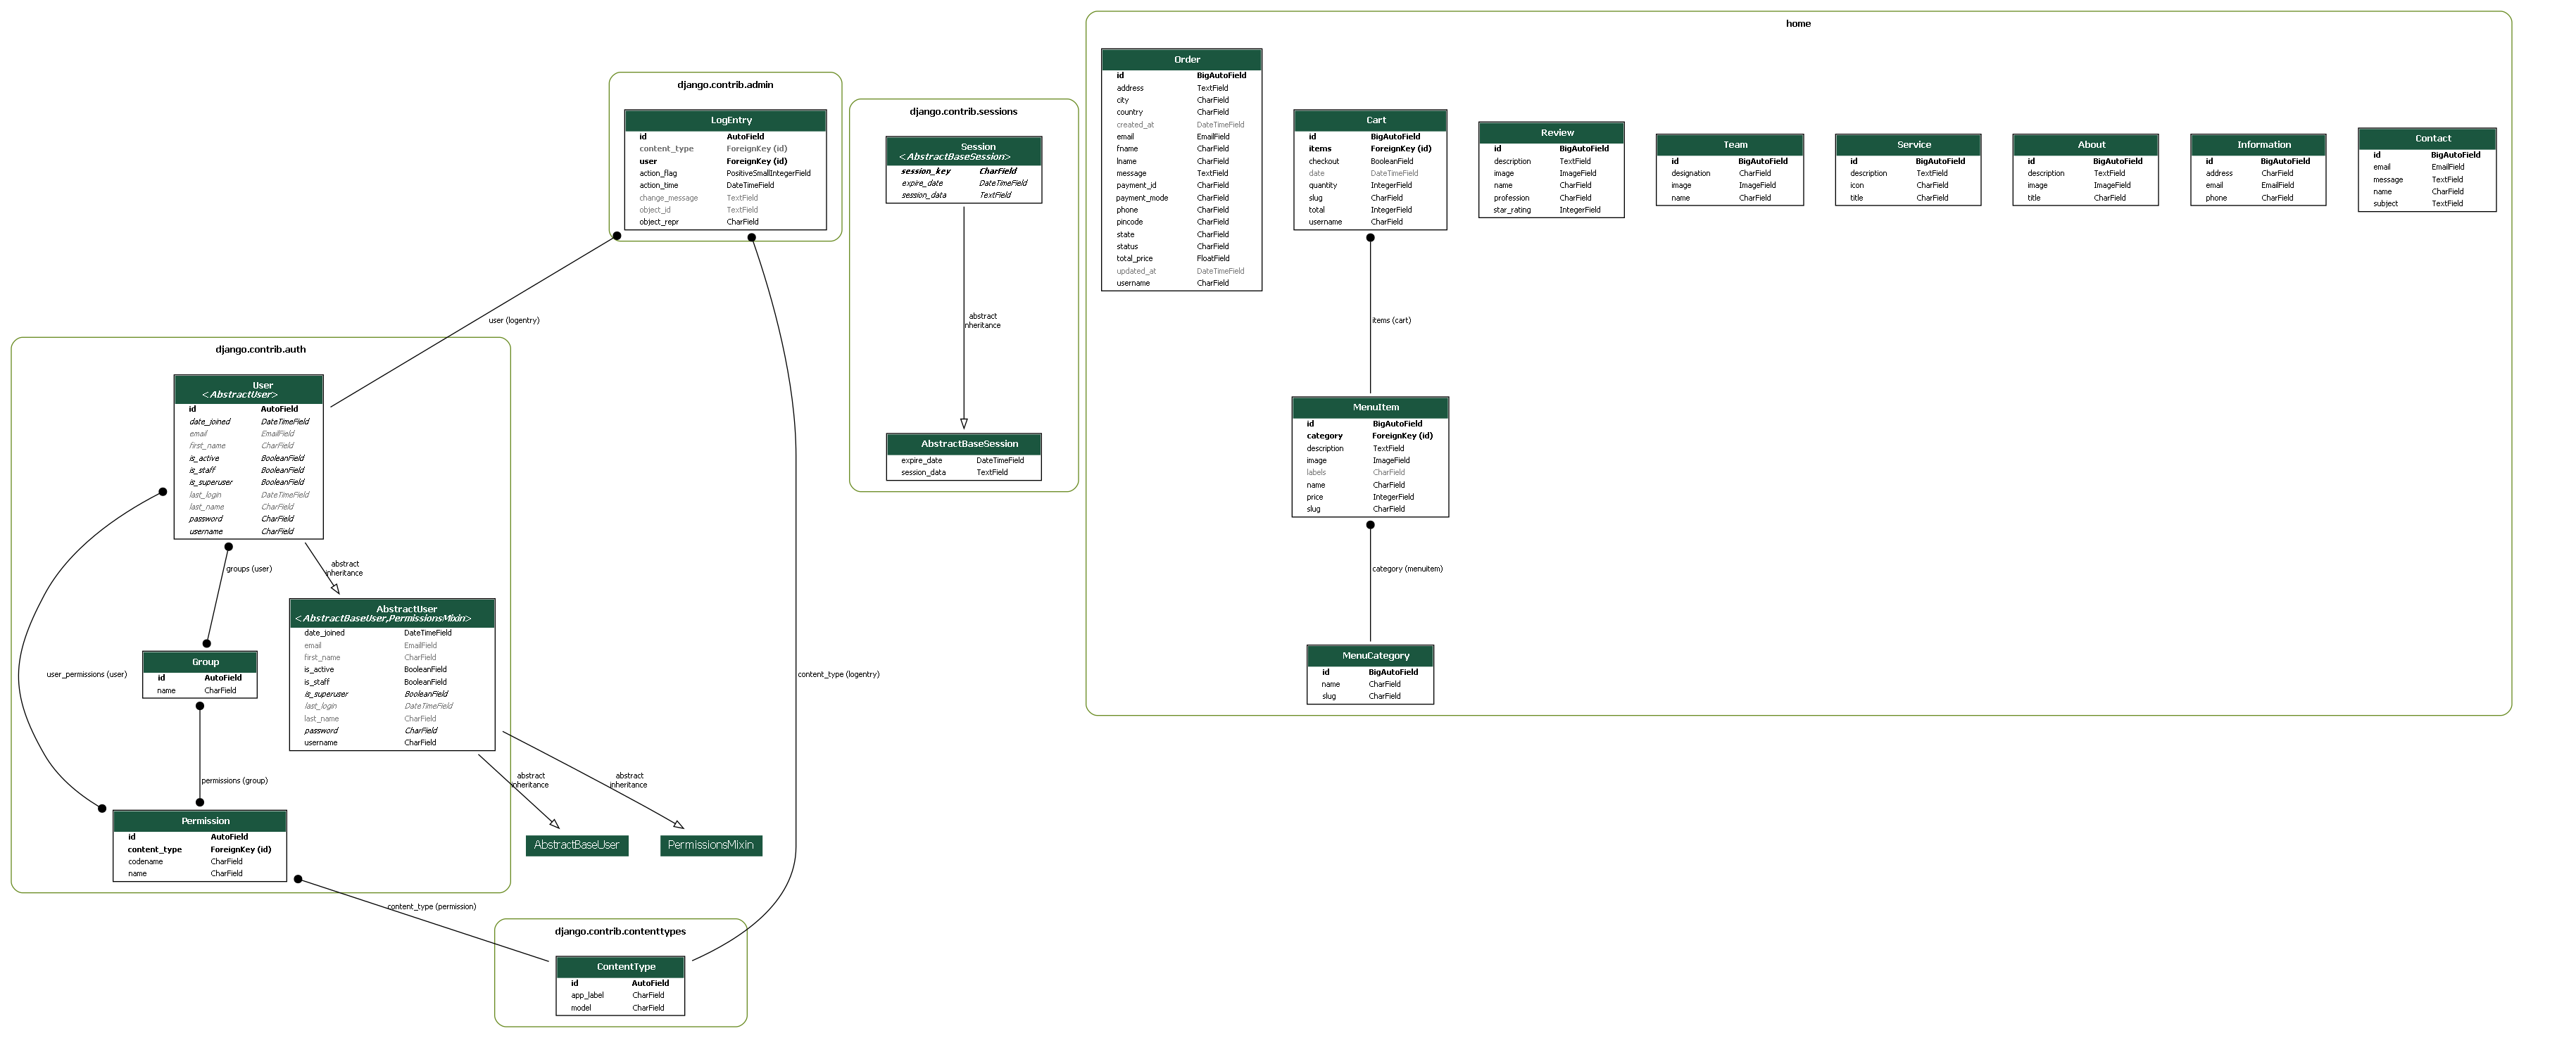 home
Order
id BigAutoField
address TextField
city CharField
country CharField
created_at DateTimeField
email EmailField
fname CharField
lname CharField
message TextField
payment_id CharField
payment_mode CharField
phone CharField
pincode CharField
state CharField
status CharField
total_price FloatField
updated_at DateTimeField
username CharField
Cart
id BigAutoField
items ForeignKey (id)
checkout BooleanField
date DateTimeField
quantity IntegerField
slug CharField
total IntegerField
username CharField
Review
id BigAutoField
description TextField
image ImageField
name CharField
profession CharField
star_rating IntegerField
Team
id BigAutoField
designation CharField
image ImageField
name CharField
Service
id BigAutoField
description TextField
icon CharField
title CharField
About
id BigAutoField
description TextField
image ImageField
title CharField
Information
id BigAutoField
address CharField
email EmailField
phone CharField
Contact
id BigAutoField
email EmailField
message TextField
name CharField
subject TextField
items (cart)
MenuItem
id BigAutoField
category ForeignKey (id)
description TextField
image ImageField
labels CharField
name CharField
price IntegerField
slug CharField
category (menuitem)
MenuCategory
id BigAutoField
name CharField
slug CharField
django.contrib.admin
LogEntry
id AutoField
content_type ForeignKey (id)
user ForeignKey (id)
action_flag PositiveSmallIntegerField
action_time DateTimeField
change_message TextField
object_id TextField
object_repr CharField
django.contrib.sessions
Session
<AbstractBaseSession>
session_key CharField
expire_date DateTimeField
session_data TextField
abstract
inheritance
AbstractBaseSession
expire_date DateTimeField
session_data TextField
user (logentry)
content_type (logentry)
django.contrib.auth
User
<AbstractUser>
id AutoField
date_joined DateTimeField
email EmailField
first_name CharField
is_active BooleanField
is_staff BooleanField
is_superuser BooleanField
last_login DateTimeField
last_name CharField
password CharField
username CharField
groups (user)
abstract
inheritance
user_permissions (user)
Group
id AutoField
name CharField
AbstractUser
<AbstractBaseUser,PermissionsMixin>
date_joined DateTimeField
email EmailField
first_name CharField
is_active BooleanField
is_staff BooleanField
is_superuser BooleanField
last_login DateTimeField
last_name CharField
password CharField
username CharField
permissions (group)
abstract
inheritance
abstract
inheritance
Permission
id AutoField
content_type ForeignKey (id)
codename CharField
name CharField
AbstractBaseUser
PermissionsMixin
content_type (permission)
django.contrib.contenttypes
ContentType
id AutoField
app_label CharField
model CharField